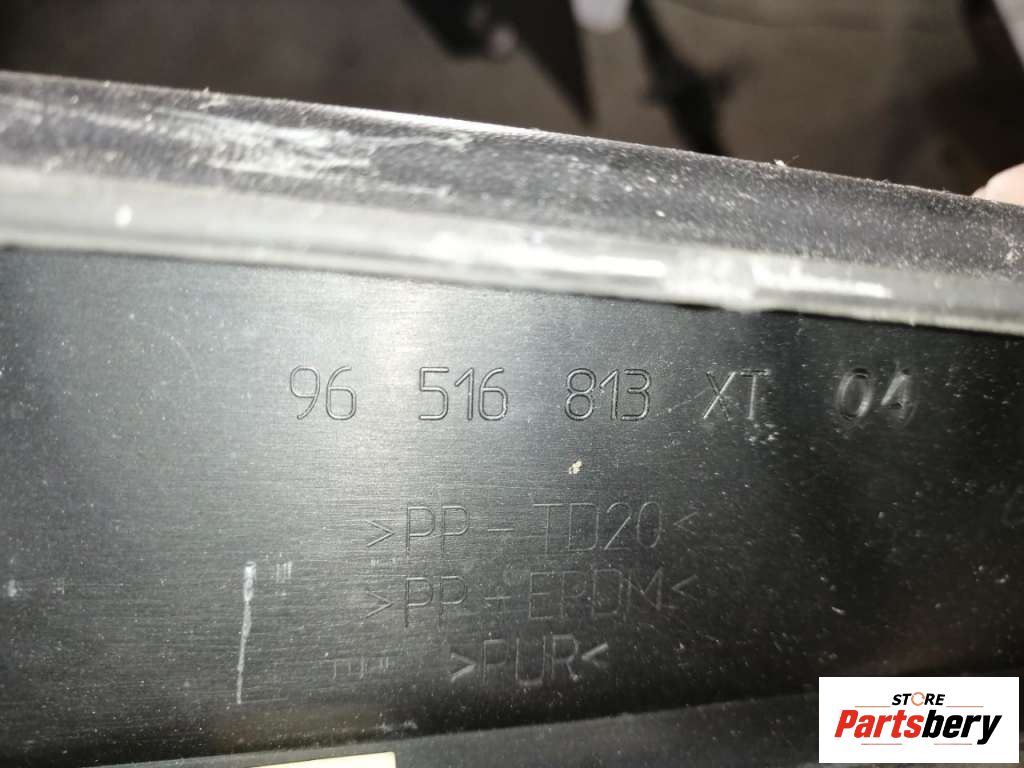 96 516 813 XT 04
>PP-TD20<
>PP+EPDM<
>PUR<
STORE
Partsbery